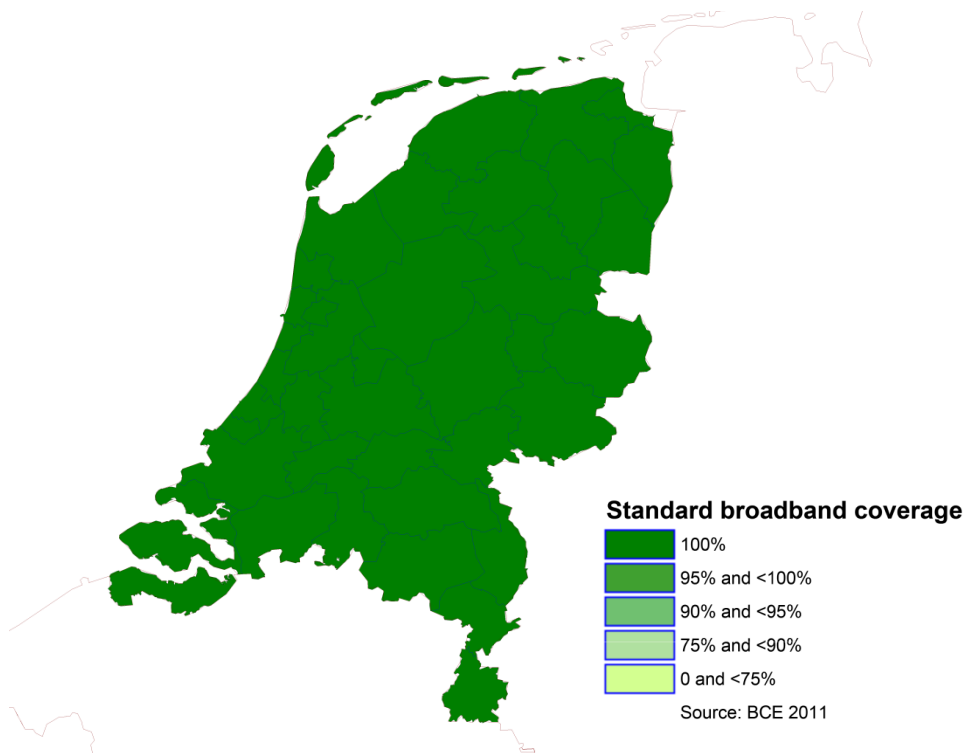 Standard broadband coverage
100%
95% and <100%
90% and <95%
75% and <90%
0 and <75%
Source: BCE 2011